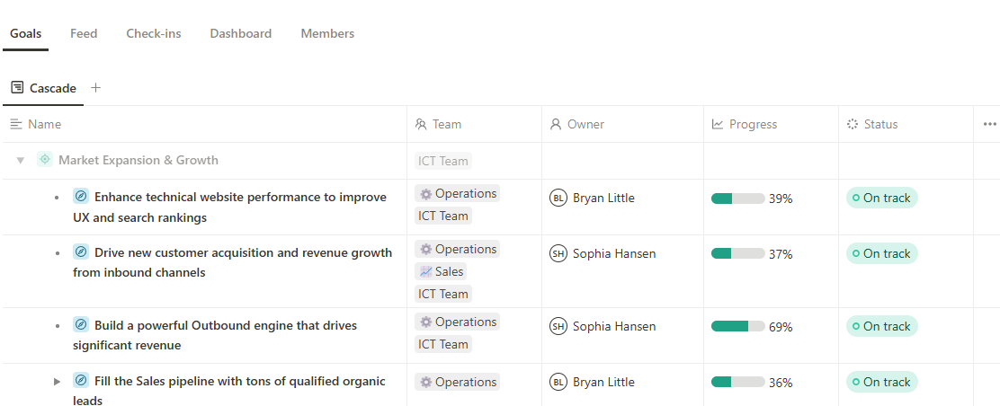 Goals Feed Check-ins Dashboard Members
Cascade
Name Team Owner Progress Status
Market Expansion & Growth ICT Team
Enhance technical website performance to improve
UX and search rankings
Operations
ICT Team
BL Bryan Little 39% On track
Drive new customer acquisition and revenue growth
from inbound channels
Operations
Sales
ICT Team
SH Sophia Hansen 37% On track
Build a powerful Outbound engine that drives
significant revenue
Operations
ICT Team
SH Sophia Hansen 69% On track
Fill the Sales pipeline with tons of qualified organic
leads
Operations
BL Bryan Little 36% On track